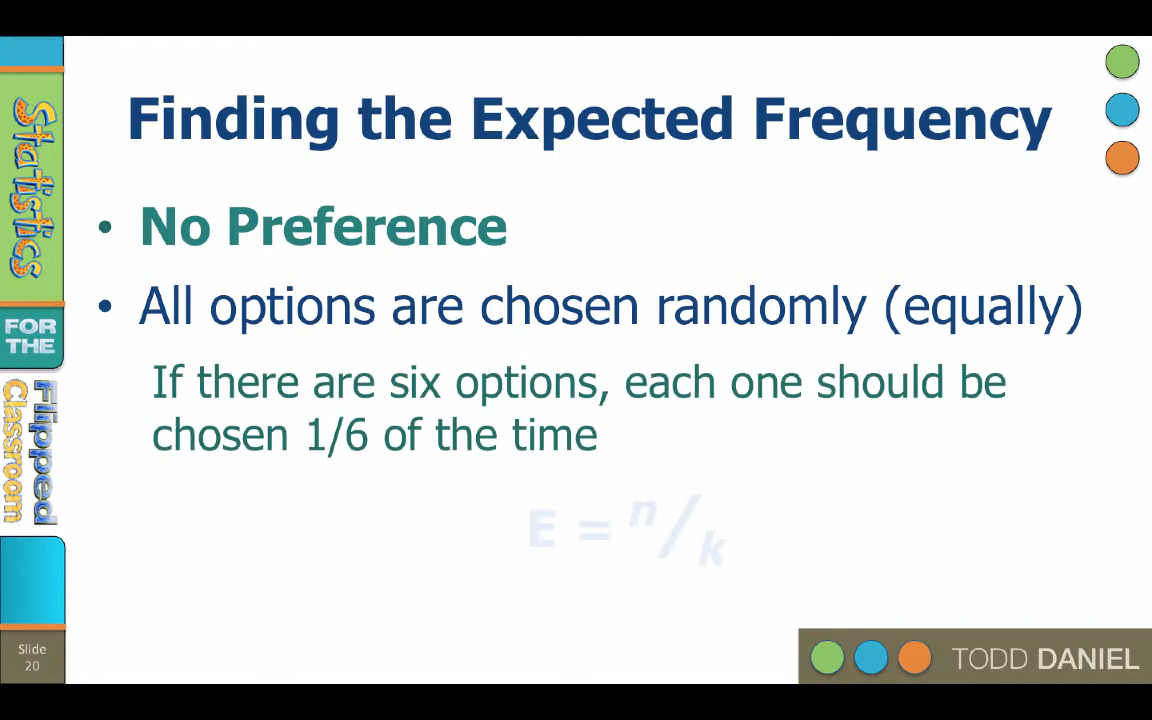 Finding the Expected Frequency
• No Preference
• All options are chosen randomly (equally)
If there are six options, each one should be
chosen 1/6 of the time
E = n/k
Statistics
FOR
THE
Flipped
Classroom
Slide
20
TODD DANIEL